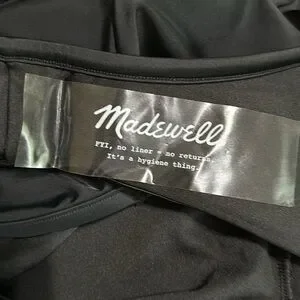 Madewell
FYI, no liner = no returns.
It's a hygiene thing.